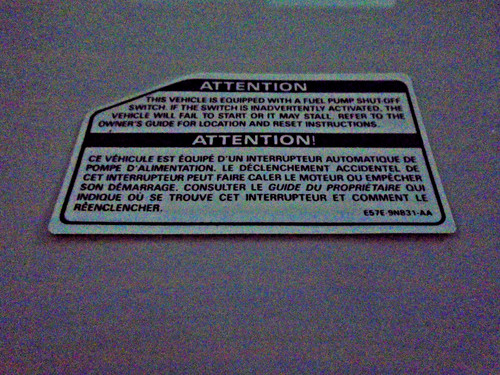 ATTENTION
THIS VEHICLE IS EQUIPPED WITH A FUEL PUMP SHUT-OFF
SWITCH. IF THE SWITCH IS INADVERTENTLY ACTIVATED, THE
VEHICLE WILL FAIL TO START OR IT MAY STALL. REFER TO THE
OWNER'S GUIDE FOR LOCATION AND RESET INSTRUCTIONS.
ATTENTION!
CE VÉHICULE EST ÉQUIPÉ D'UN INTERRUPTEUR AUTOMATIQUE DE
POMPE D'ALIMENTATION. LE DÉCLENCHEMENT ACCIDENTEL DE
CET INTERRUPTEUR PEUT FAIRE CALER LE MOTEUR OU EMPÊCHER
SON DÉMARRAGE. CONSULTER LE GUIDE DU PROPRIÉTAIRE QUI
INDIQUE OÙ SE TROUVE CET INTERRUPTEUR ET COMMENT LE
RÉENCLENCHER.
E57E-9N831-AA